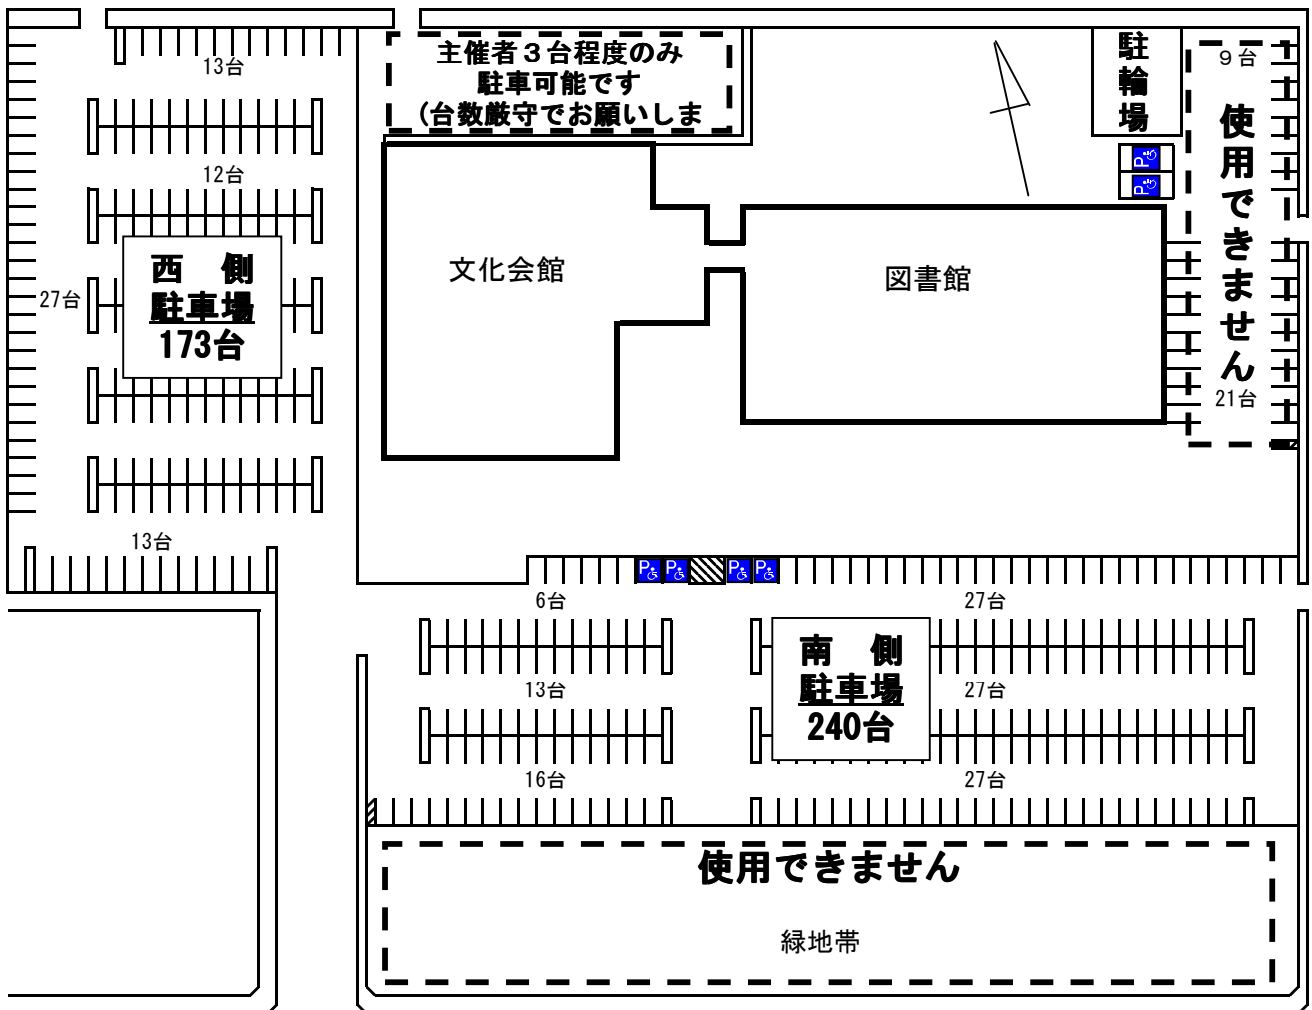 主催者３台程度のみ
駐車可能です
(台数厳守でお願いしま
駐輪場
９台
使用できません
21台
13台
12台
27台
西　側
駐車場
173台
13台
文化会館
図書館
P
P
P
P
P
P
6台
27台
13台
27台
南　側
駐車場
240台
16台
27台
使用できません
緑地帯